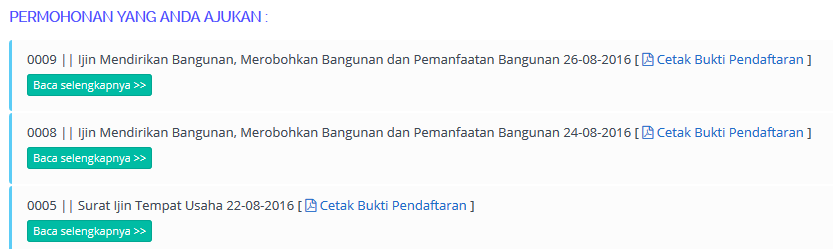 PERMOHONAN YANG ANDA AJUKAN :
0009 || Ijin Mendirikan Bangunan, Merobohkan Bangunan dan Pemanfaatan Bangunan 26-08-2016 [ Cetak Bukti Pendaftaran ]
Baca selengkapnya >>
0008 || Ijin Mendirikan Bangunan, Merobohkan Bangunan dan Pemanfaatan Bangunan 24-08-2016 [ Cetak Bukti Pendaftaran ]
Baca selengkapnya >>
0005 || Surat Ijin Tempat Usaha 22-08-2016 [ Cetak Bukti Pendaftaran ]
Baca selengkapnya >>